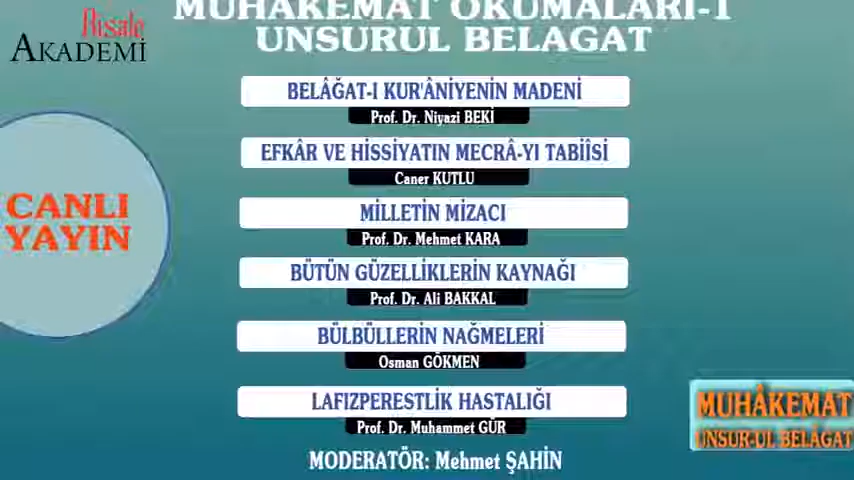 Risale
AKADEMİ
MUHÂKEMAT OKUMALARI-1
UNSURUL BELAGAT
BELÂĞAT-I KUR'ÂNİYENİN MADENİ
Prof. Dr. Niyazi BEKİ
EFKÂR VE HİSSİYATIN MECRÂ-YI TABİÎSİ
Caner KUTLU
MİLLETİN MİZACI
Prof. Dr. Mehmet KARA
BÜTÜN GÜZELLİKLERİN KAYNAĞI
Prof. Dr. Ali BAKKAL
BÜLBÜLLERİN NAĞMELERİ
Osman GÖKMEN
LAFIZPERESTLİK HASTALIĞI
Prof. Dr. Muhammet GÜR
MODERATÖR: Mehmet ŞAHİN
CANLI
YAYIN
MUHÂKEMAT
UNSUR-UL BELÂGAT